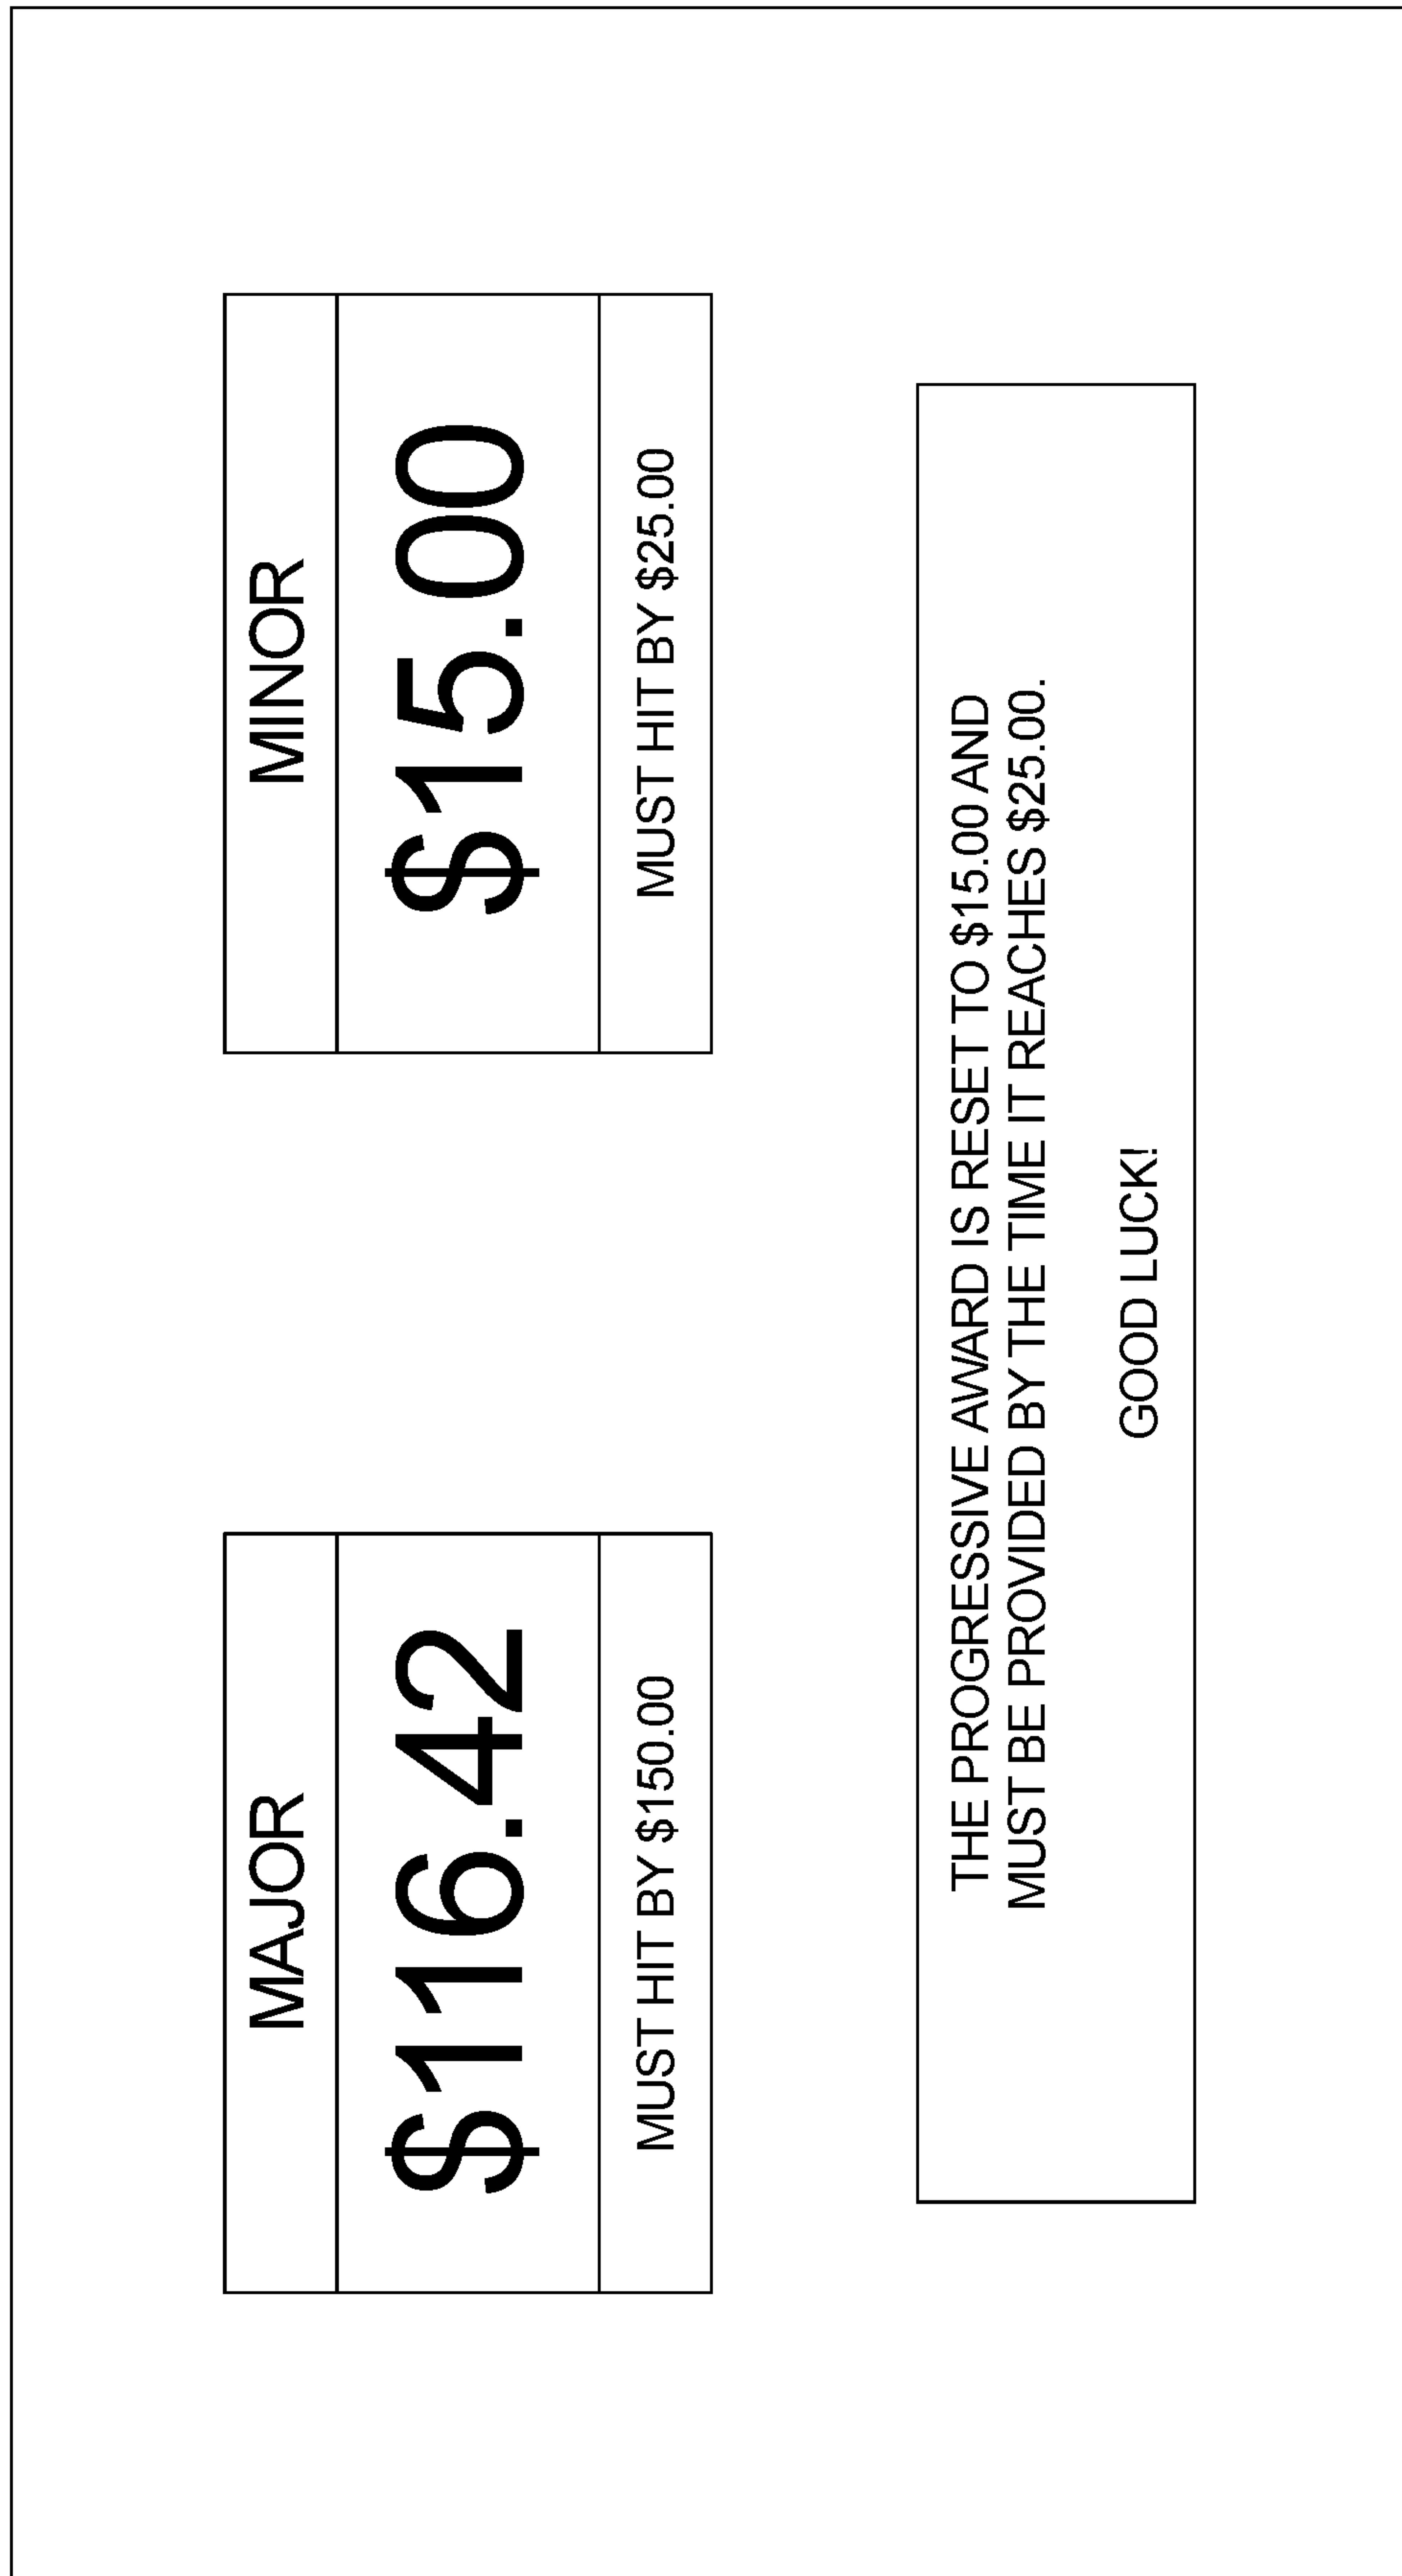 MAJOR
$116.42
MUST HIT BY $150.00
MINOR
$15.00
MUST HIT BY $25.00
THE PROGRESSIVE AWARD IS RESET TO $15.00 AND
MUST BE PROVIDED BY THE TIME IT REACHES $25.00.
GOOD LUCK!